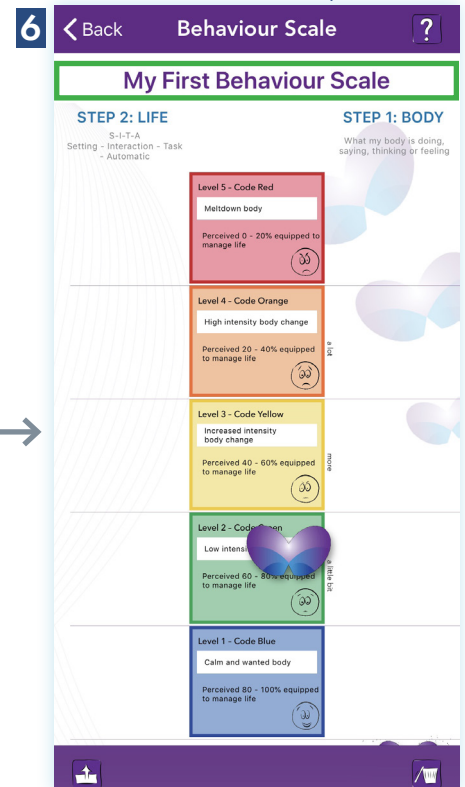 6
Back
Behaviour Scale
?
My First Behaviour Scale
STEP 2: LIFE
S-I-T-A
Setting - Interaction - Task
- Automatic
STEP 1: BODY
What my body is doing,
saying, thinking or feeling
Level 5 - Code Red
Meltdown body
Perceived 0 - 20% equipped to
manage life
Level 4 - Code Orange
High intensity body change
Perceived 20 - 40% equipped
to manage life
a lot
Level 3 - Code Yellow
Increased intensity
body change
Perceived 40 - 60% equipped
to manage life
more
Level 2 - Code
Low
Perceived 60 - 80% equipped
to manage life
a little bit
Level 1 - Code Blue
Calm and wanted body
Perceived 80 - 100% equipped
to manage life